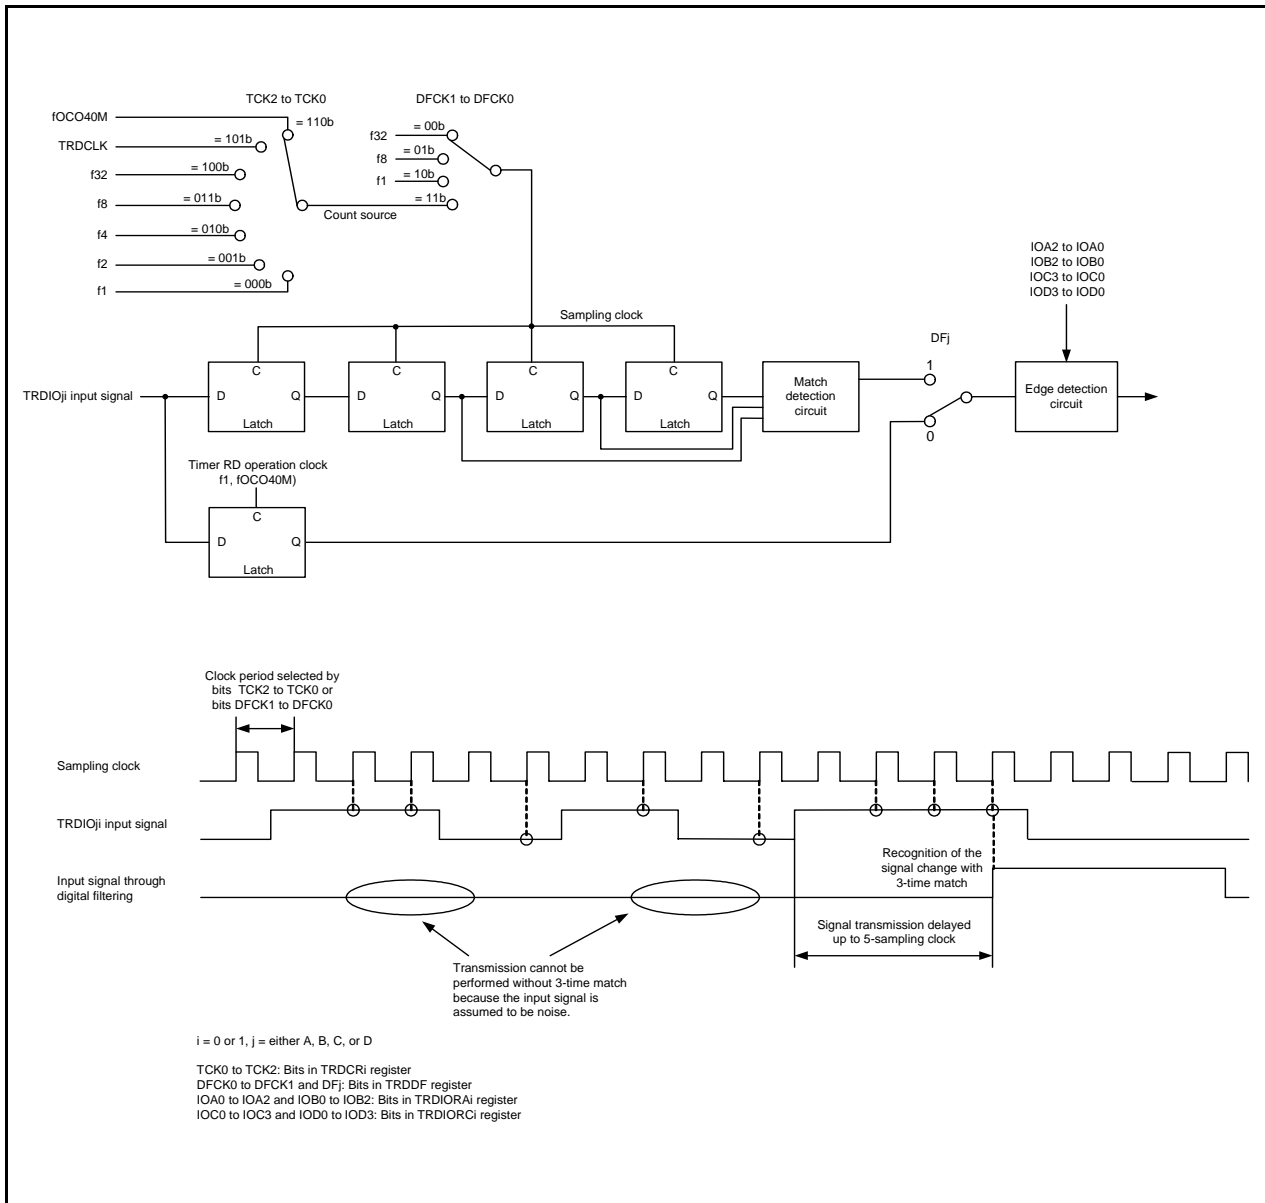 TCK2 to TCK0
DFCK1 to DFCK0
fOCO40M
= 110b
TRDCLK
= 101b
f32
= 100b
f8
= 011b
f4
= 010b
f2
= 001b
f1
= 000b
Count source
f32
= 00b
f8
= 01b
f1
= 10b
= 11b
IOA2 to IOA0
IOB2 to IOB0
IOC3 to IOC0
IOD3 to IOD0
Sampling clock
DFj
TRDIOji input signal
C
D
Q
Latch
C
D
Q
Latch
C
D
Q
Latch
C
D
Q
Latch
Match
detection
circuit
1
0
Edge detection
circuit
Timer RD operation clock
f1, fOCO40M)
C
D
Q
Latch
Clock period selected by
bits TCK2 to TCK0 or
bits DFCK1 to DFCK0
Sampling clock
TRDIOji input signal
Recognition of the
signal change with
3-time match
Input signal through
digital filtering
Signal transmission delayed
up to 5-sampling clock
Transmission cannot be
performed without 3-time match
because the input signal is
assumed to be noise.
i = 0 or 1, j = either A, B, C, or D
TCK0 to TCK2: Bits in TRDCRi register
DFCK0 to DFCK1 and DFj: Bits in TRDDF register
IOA0 to IOA2 and IOB0 to IOB2: Bits in TRDIORAi register
IOC0 to IOC3 and IOD0 to IOD3: Bits in TRDIORCi register